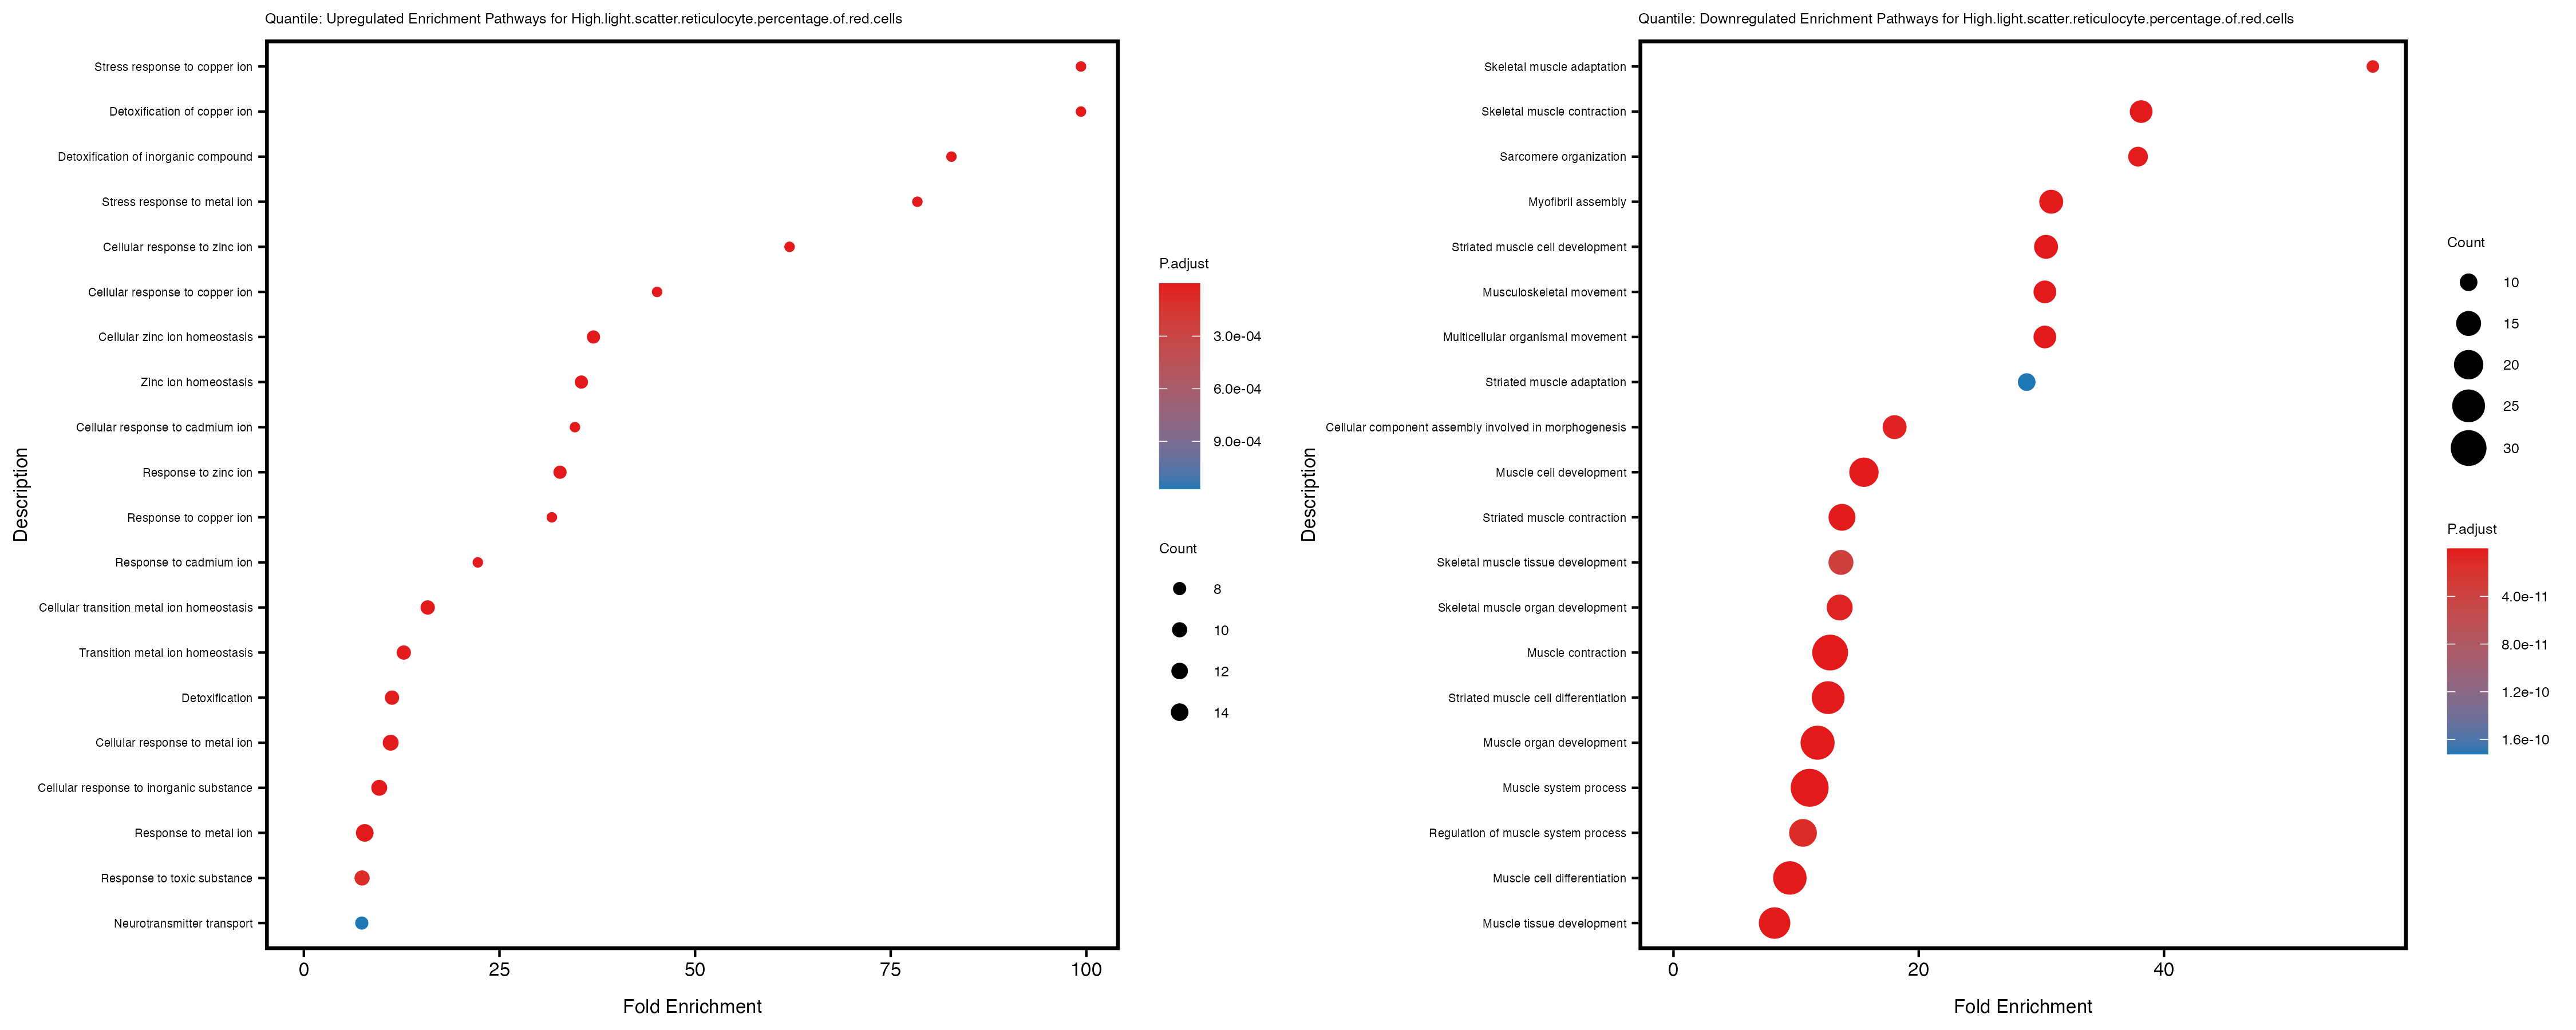 Quantile: Upregulated Enrichment Pathways for High.light.scatter.reticulocyte.percentage.of.red.cells
Description
Stress response to copper ion
Detoxification of copper ion
Detoxification of inorganic compound
Stress response to metal ion
Cellular response to zinc ion
Cellular response to copper ion
Cellular zinc ion homeostasis
Zinc ion homeostasis
Cellular response to cadmium ion
Response to zinc ion
Response to copper ion
Response to cadmium ion
Cellular transition metal ion homeostasis
Transition metal ion homeostasis
Detoxification
Cellular response to metal ion
Cellular response to inorganic substance
Response to metal ion
Response to toxic substance
Neurotransmitter transport
0 25 50 75 100
Fold Enrichment
P.adjust
3.0e-04
6.0e-04
9.0e-04
Count
8
10
12
14
Quantile: Downregulated Enrichment Pathways for High.light.scatter.reticulocyte.percentage.of.red.cells
Description
Skeletal muscle adaptation
Skeletal muscle contraction
Sarcomere organization
Myofibril assembly
Striated muscle cell development
Musculoskeletal movement
Multicellular organismal movement
Striated muscle adaptation
Cellular component assembly involved in morphogenesis
Muscle cell development
Striated muscle contraction
Skeletal muscle tissue development
Skeletal muscle organ development
Muscle contraction
Striated muscle cell differentiation
Muscle organ development
Muscle system process
Regulation of muscle system process
Muscle cell differentiation
Muscle tissue development
0 20 40
Fold Enrichment
Count
10
15
20
25
30
P.adjust
4.0e-11
8.0e-11
1.2e-10
1.6e-10